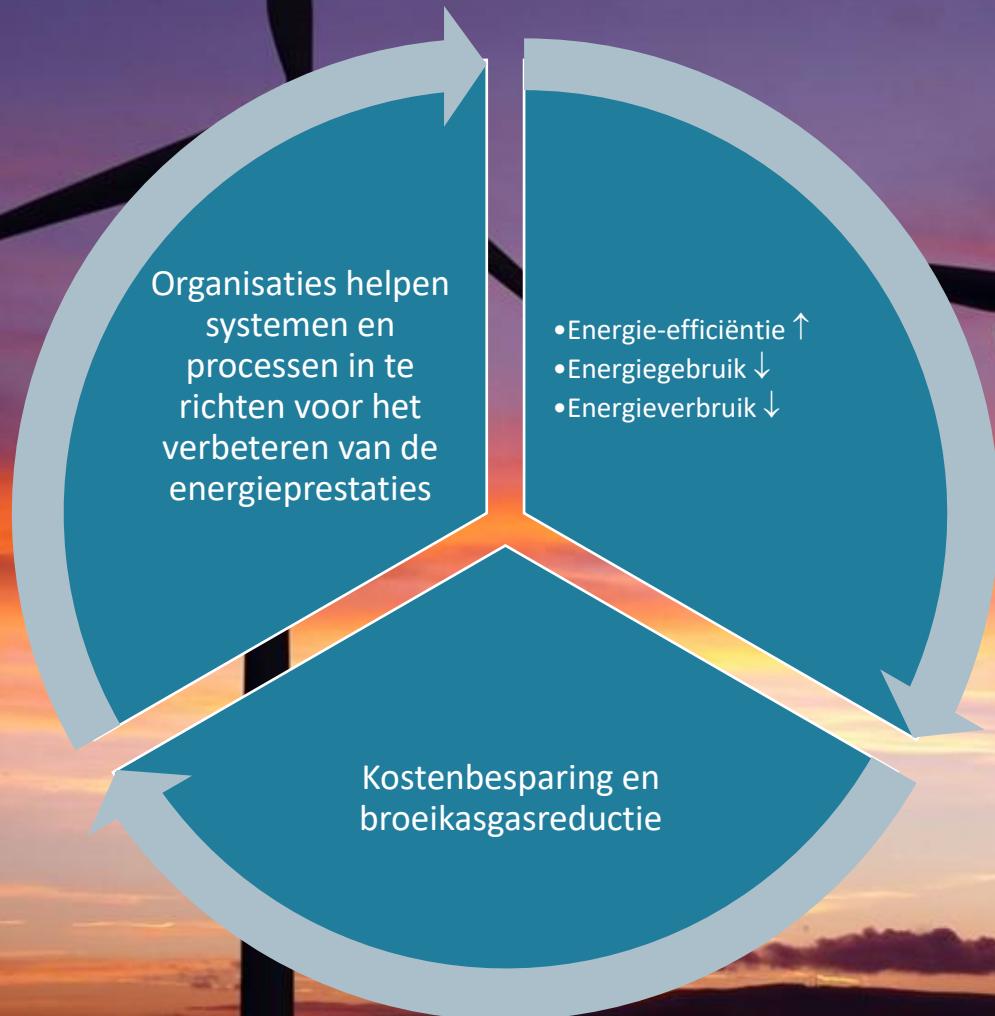 Organisaties helpen
systemen en
processen in te
richten voor het
verbeteren van de
energieprestaties
•Energie-efficiëntie ↑
•Energiegebruik ↓
•Energieverbruik ↓
Kostenbesparing en
broeikasgasreductie